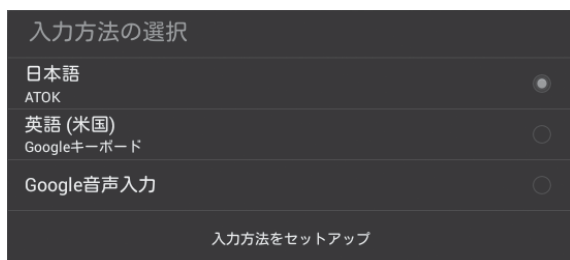 入力方法の選択
日本語
ATOK
英語 (米国)
Googleキーボード
Google音声入力
入力方法をセットアップ